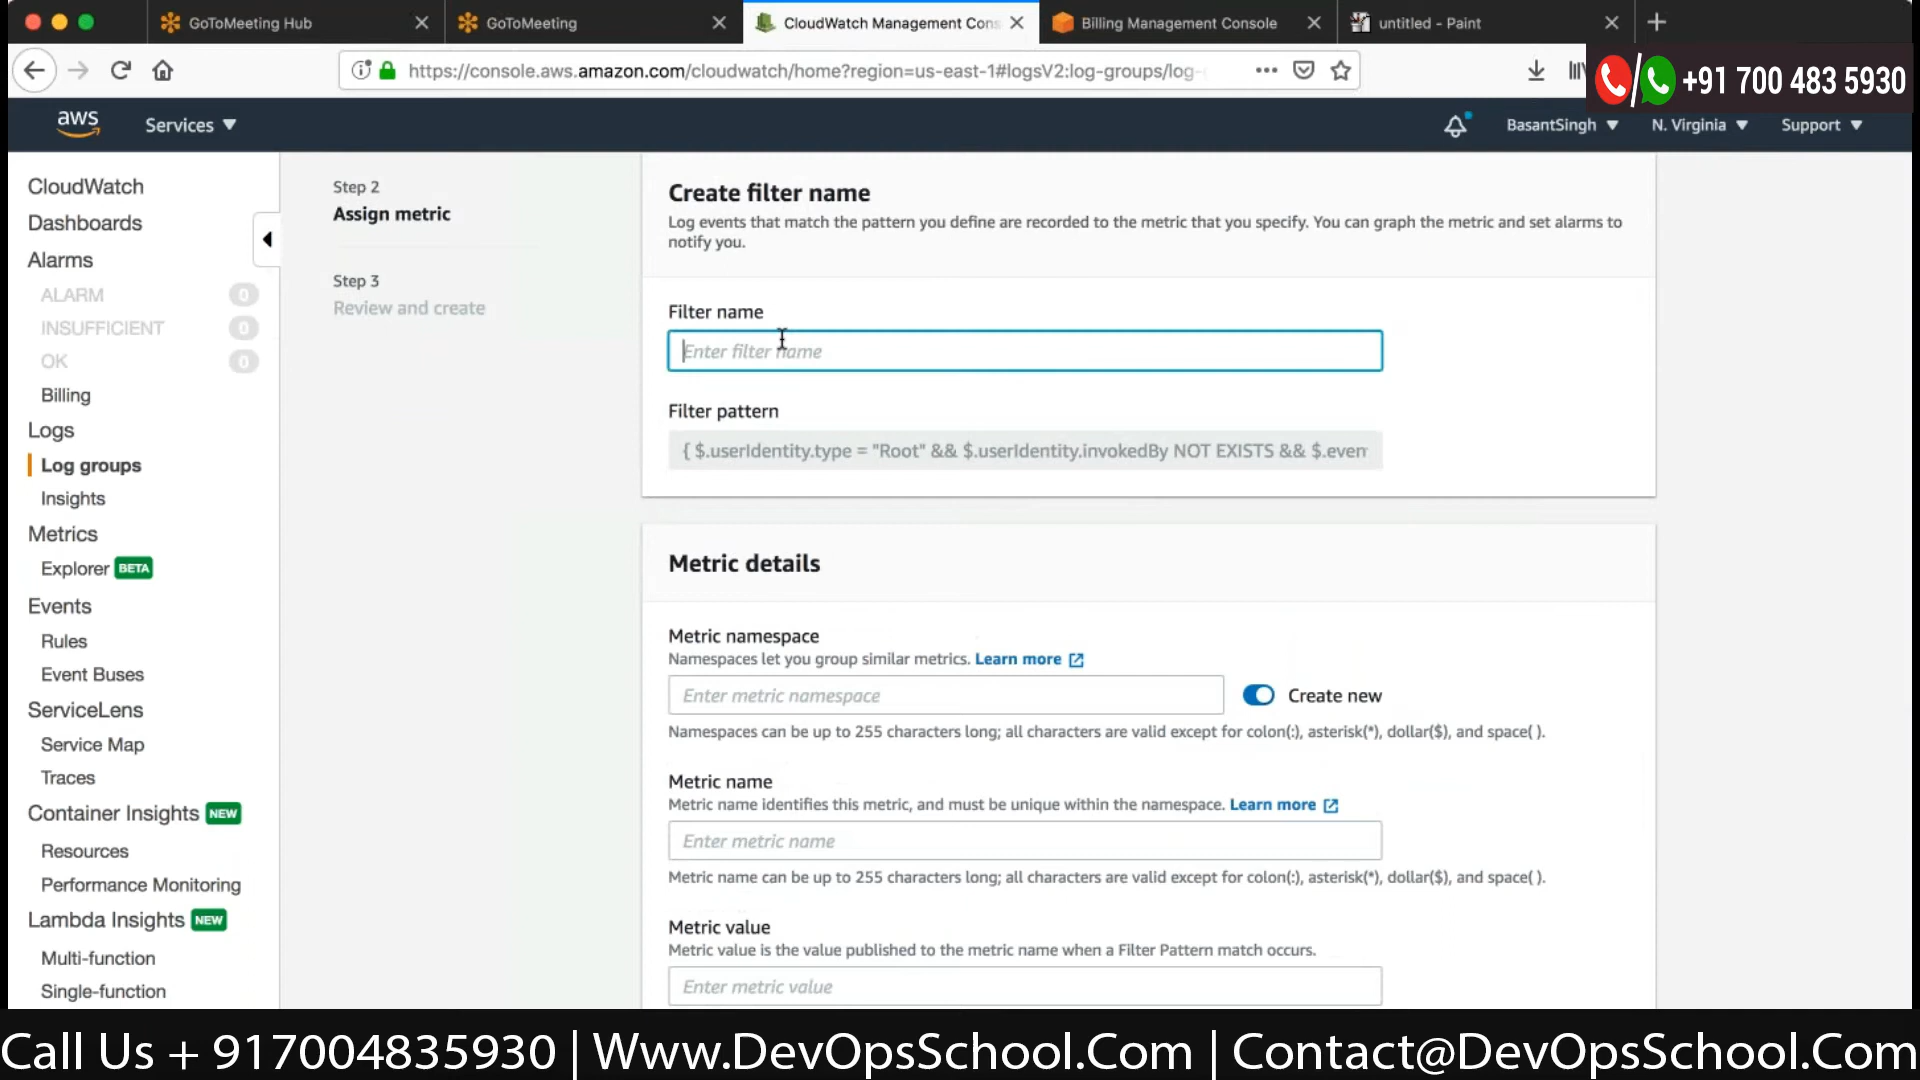 GoToMeeting Hub
GoToMeeting
CloudWatch Management Cons
Billing Management Console
untitled - Paint
https://console.aws.amazon.com/cloudwatch/home?region=us-east-1#logsV2:log-groups/log-
+91 700 483 5930
aws
Services
BasantSingh
N. Virginia
Support
CloudWatch
Dashboards
Alarms
ALARM 0
INSUFFICIENT 0
OK 0
Billing
Logs
Log groups
Insights
Metrics
Explorer BETA
Events
Rules
Event Buses
ServiceLens
Service Map
Traces
Container Insights NEW
Resources
Performance Monitoring
Lambda Insights NEW
Multi-function
Single-function
Step 2
Assign metric
Step 3
Review and create
Create filter name
Log events that match the pattern you define are recorded to the metric that you specify. You can graph the metric and set alarms to
notify you.
Filter name
Enter filter name
Filter pattern
{ $.userIdentity.type = "Root" && $.userIdentity.invokedBy NOT EXISTS && $.even
Metric details
Metric namespace
Namespaces let you group similar metrics. Learn more
Enter metric namespace
Create new
Namespaces can be up to 255 characters long; all characters are valid except for colon(:), asterisk(*), dollar($), and space( ).
Metric name
Metric name identifies this metric, and must be unique within the namespace. Learn more
Enter metric name
Metric name can be up to 255 characters long; all characters are valid except for colon(:), asterisk(*), dollar($), and space( ).
Metric value
Metric value is the value published to the metric name when a Filter Pattern match occurs.
Enter metric value
Call Us + 917004835930 | Www.DevOpsSchool.Com | Contact@DevOpsSchool.Com